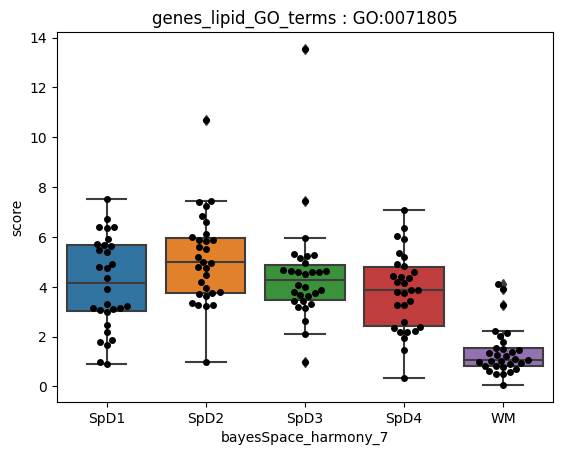 genes_lipid_GO_terms : GO:0071805
14
12
10
8
6
4
2
0
score
SpD1 SpD2 SpD3 SpD4 WM
bayesSpace_harmony_7